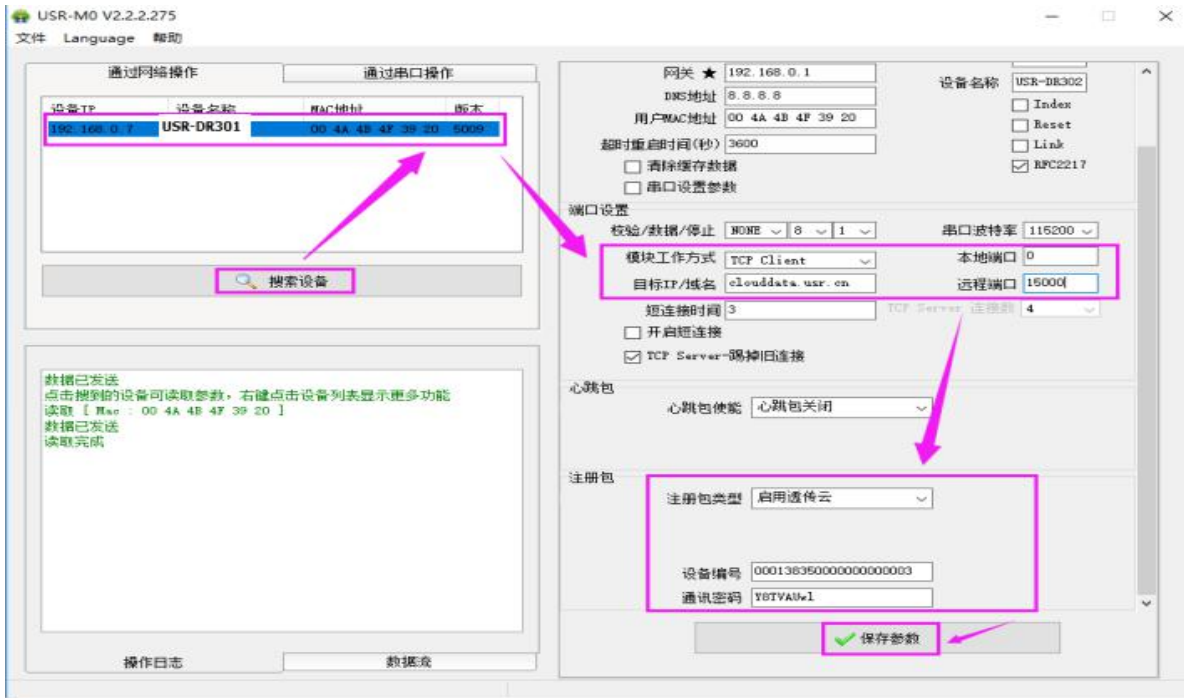 USR-M0 V2.2.2.275
文件 Language 帮助
通过网络操作 通过串口操作
设备IP 设备名称 MAC地址 版本
192.168.0.7 USR-DR301 00 4A 4B 4F 39 20 5009
搜索设备
数据已发送
点击搜到的设备可读取参数，右键点击设备列表显示更多功能
读取 [ Mac : 00 4A 4B 4F 39 20 ]
数据已发送
读取完成
操作日志 数据流
网关 ★ 192.168.0.1 设备名称 USR-DR302
DNS地址 8.8.8.8 Index
用户MAC地址 00 4A 4B 4F 39 20 Reset
超时重启时间(秒) 3600 Link
清除缓存数据 RFC2217
串口设置参数
端口设置
校验/数据/停止 NONE 8 1 串口波特率 115200
模块工作方式 TCP Client 本地端口 0
目标IP/域名 clouddata.usr.cn 远程端口 15000
短连接时间 3 TCP Server 连接数 4
开启短连接
TCP Server-踢掉旧连接
心跳包
心跳包使能 心跳包关闭
注册包
注册包类型 启用透传云
设备编号 00013835000000000003
通讯密码 Y8TVAUwl
保存参数